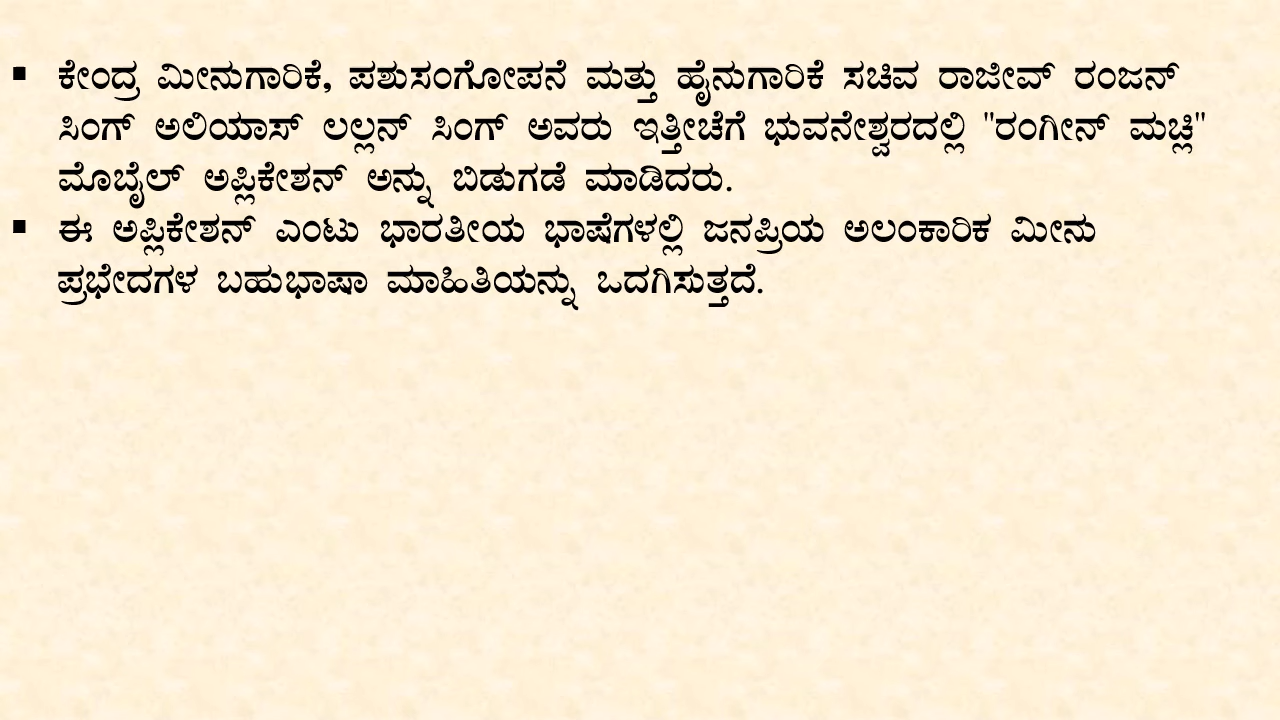 ▪ ಕೇಂದ್ರ ಮೀನುಗಾರಿಕೆ, ಪಶುಸಂಗೋಪನೆ ಮತ್ತು ಹೈನುಗಾರಿಕೆ ಸಚಿವ ರಾಜೀವ್ ರಂಜನ್
ಸಿಂಗ್ ಅಲಿಯಾಸ್ ಲಲ್ಲನ್ ಸಿಂಗ್ ಅವರು ಇತ್ತೀಚೆಗೆ ಭುವನೇಶ್ವರದಲ್ಲಿ "ರಂಗೀನ್ ಮಚ್ಲಿ"
ಮೊಬೈಲ್ ಅಪ್ಲಿಕೇಶನ್ ಅನ್ನು ಬಿಡುಗಡೆ ಮಾಡಿದರು.
▪ ಈ ಅಪ್ಲಿಕೇಶನ್ ಎಂಟು ಭಾರತೀಯ ಭಾಷೆಗಳಲ್ಲಿ ಜನಪ್ರಿಯ ಅಲಂಕಾರಿಕ ಮೀನು
ಪ್ರಭೇದಗಳ ಬಹುಭಾಷಾ ಮಾಹಿತಿಯನ್ನು ಒದಗಿಸುತ್ತದೆ.